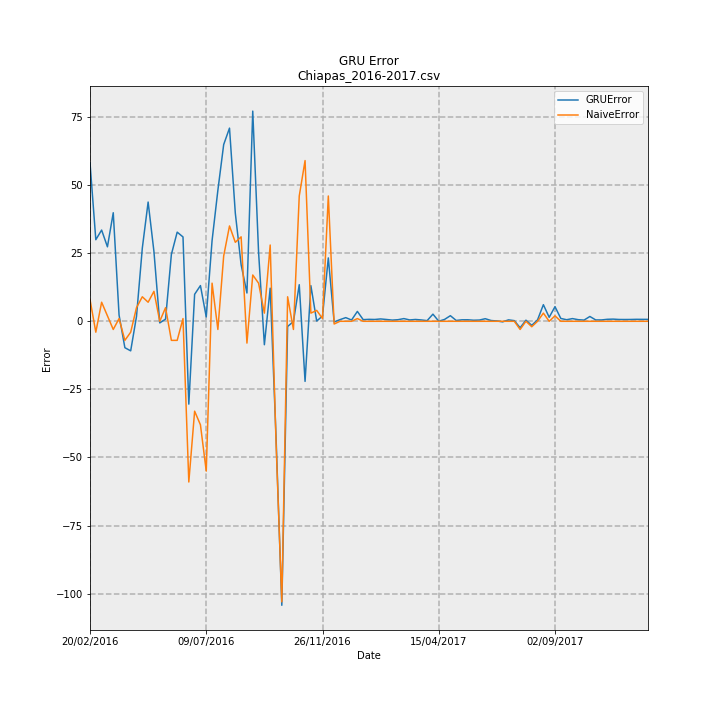 GRU Error
Chiapas_2016-2017.csv
GRUError
NaiveError
75
50
25
0
−25
−50
−75
−100
Error
20/02/2016
09/07/2016
26/11/2016
15/04/2017
02/09/2017
Date